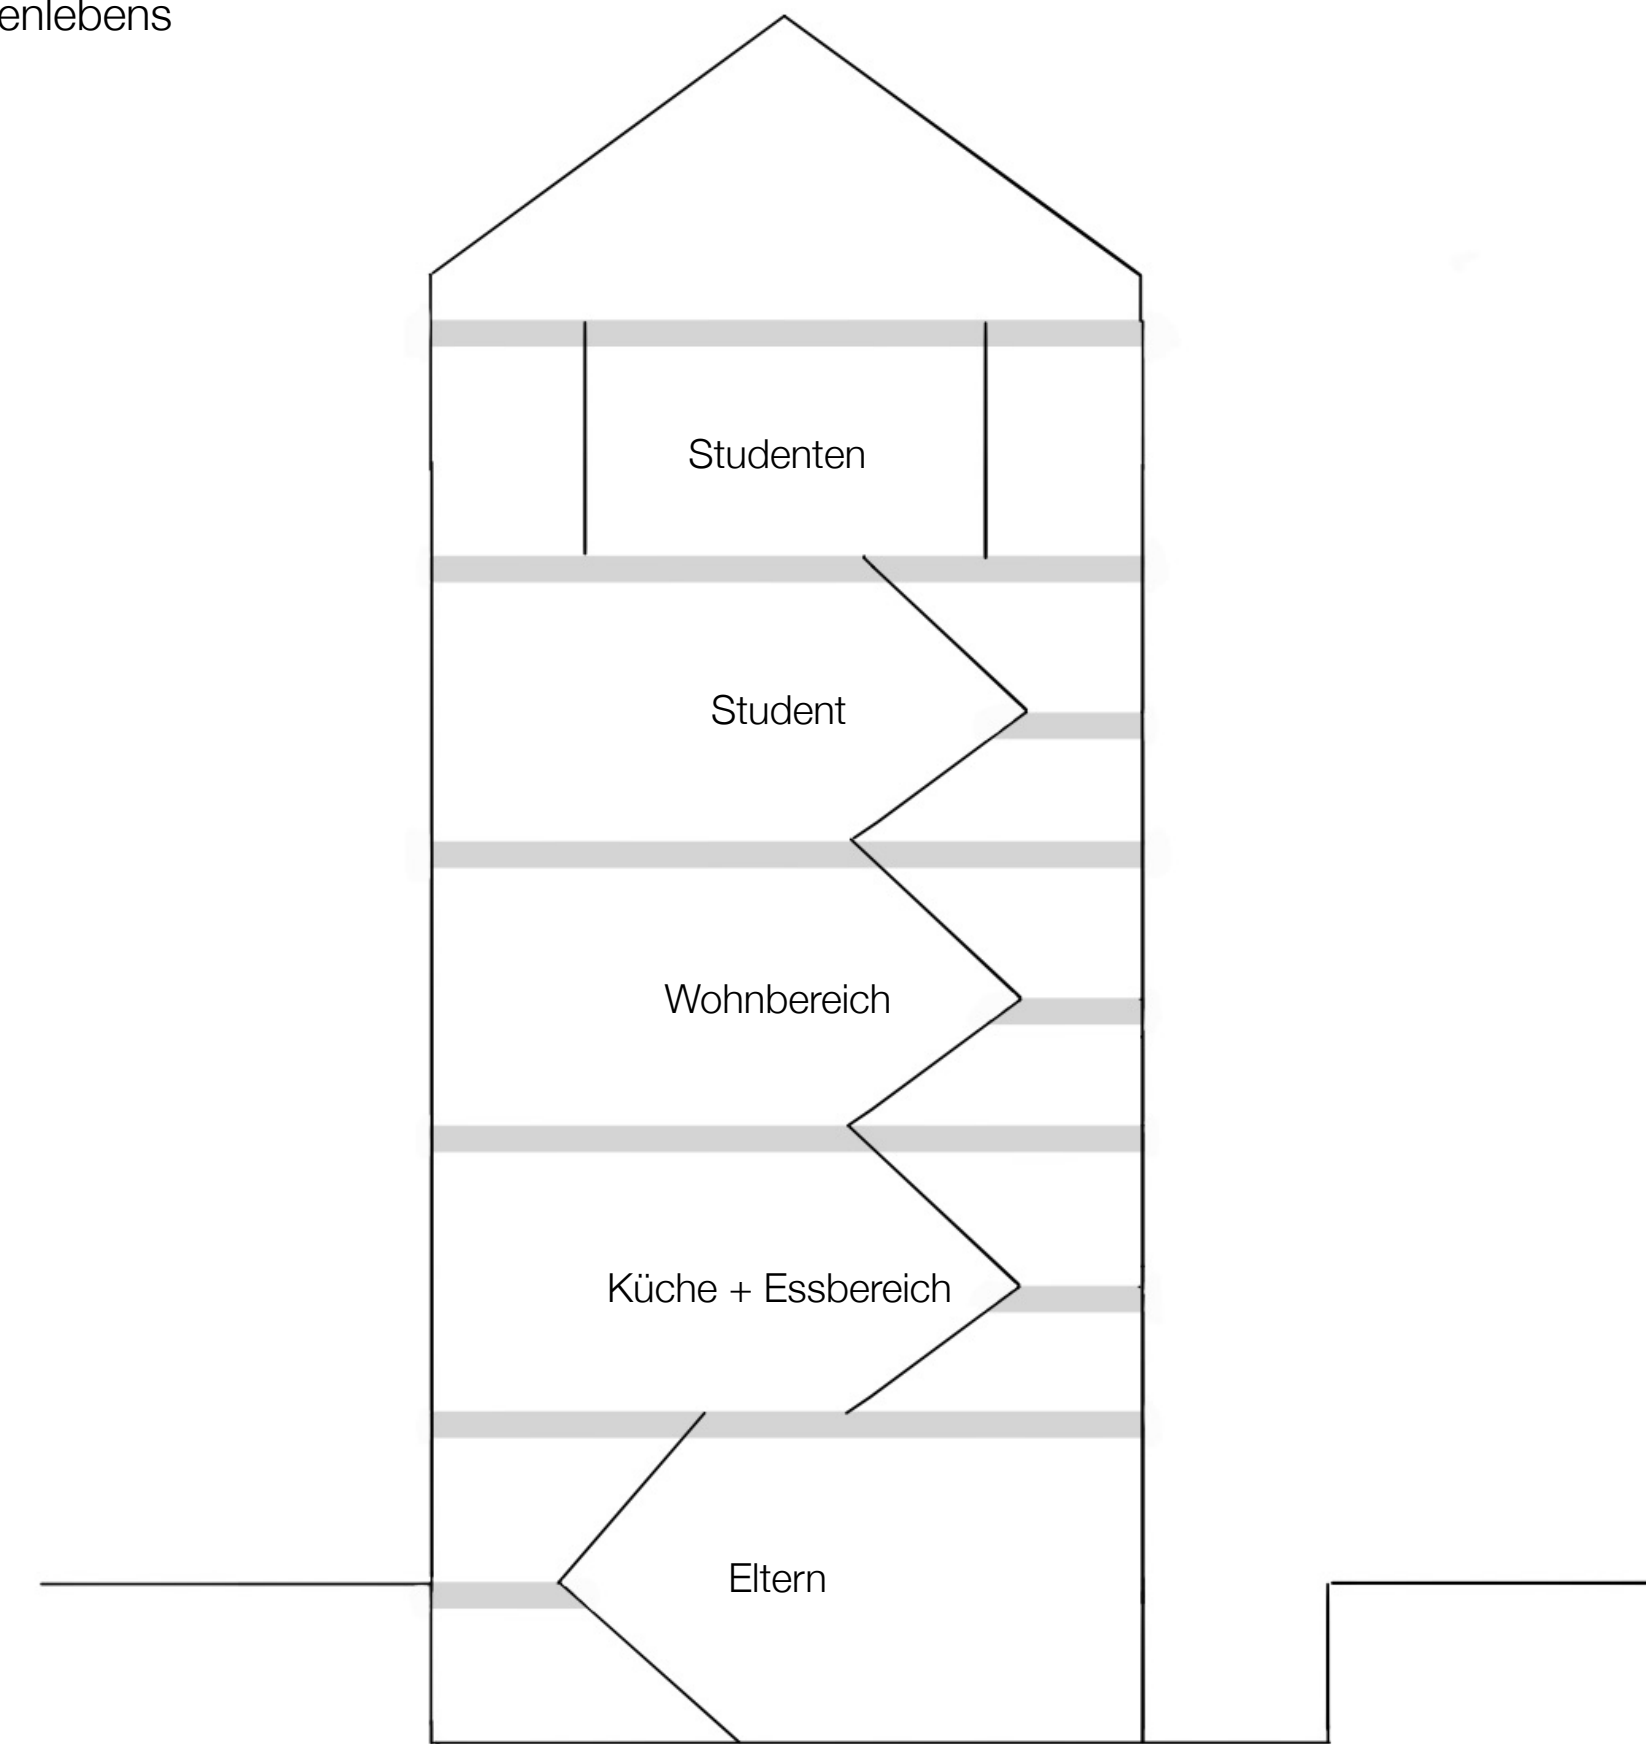 enlebens
Studenten
Student
Wohnbereich
Küche + Essbereich
Eltern